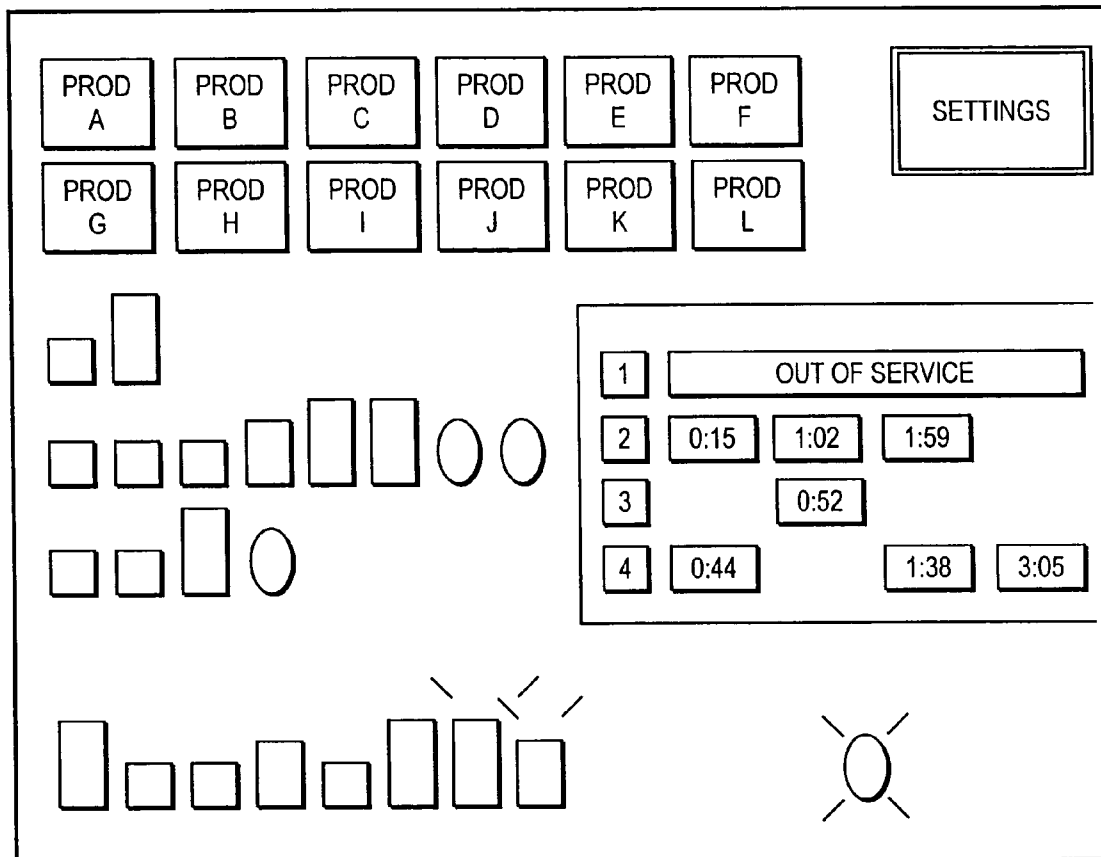 PROD A
PROD B
PROD C
PROD D
PROD E
PROD F
SETTINGS
PROD G
PROD H
PROD I
PROD J
PROD K
PROD L
1 OUT OF SERVICE
2 0:15 1:02 1:59
3 0:52
4 0:44 1:38 3:05